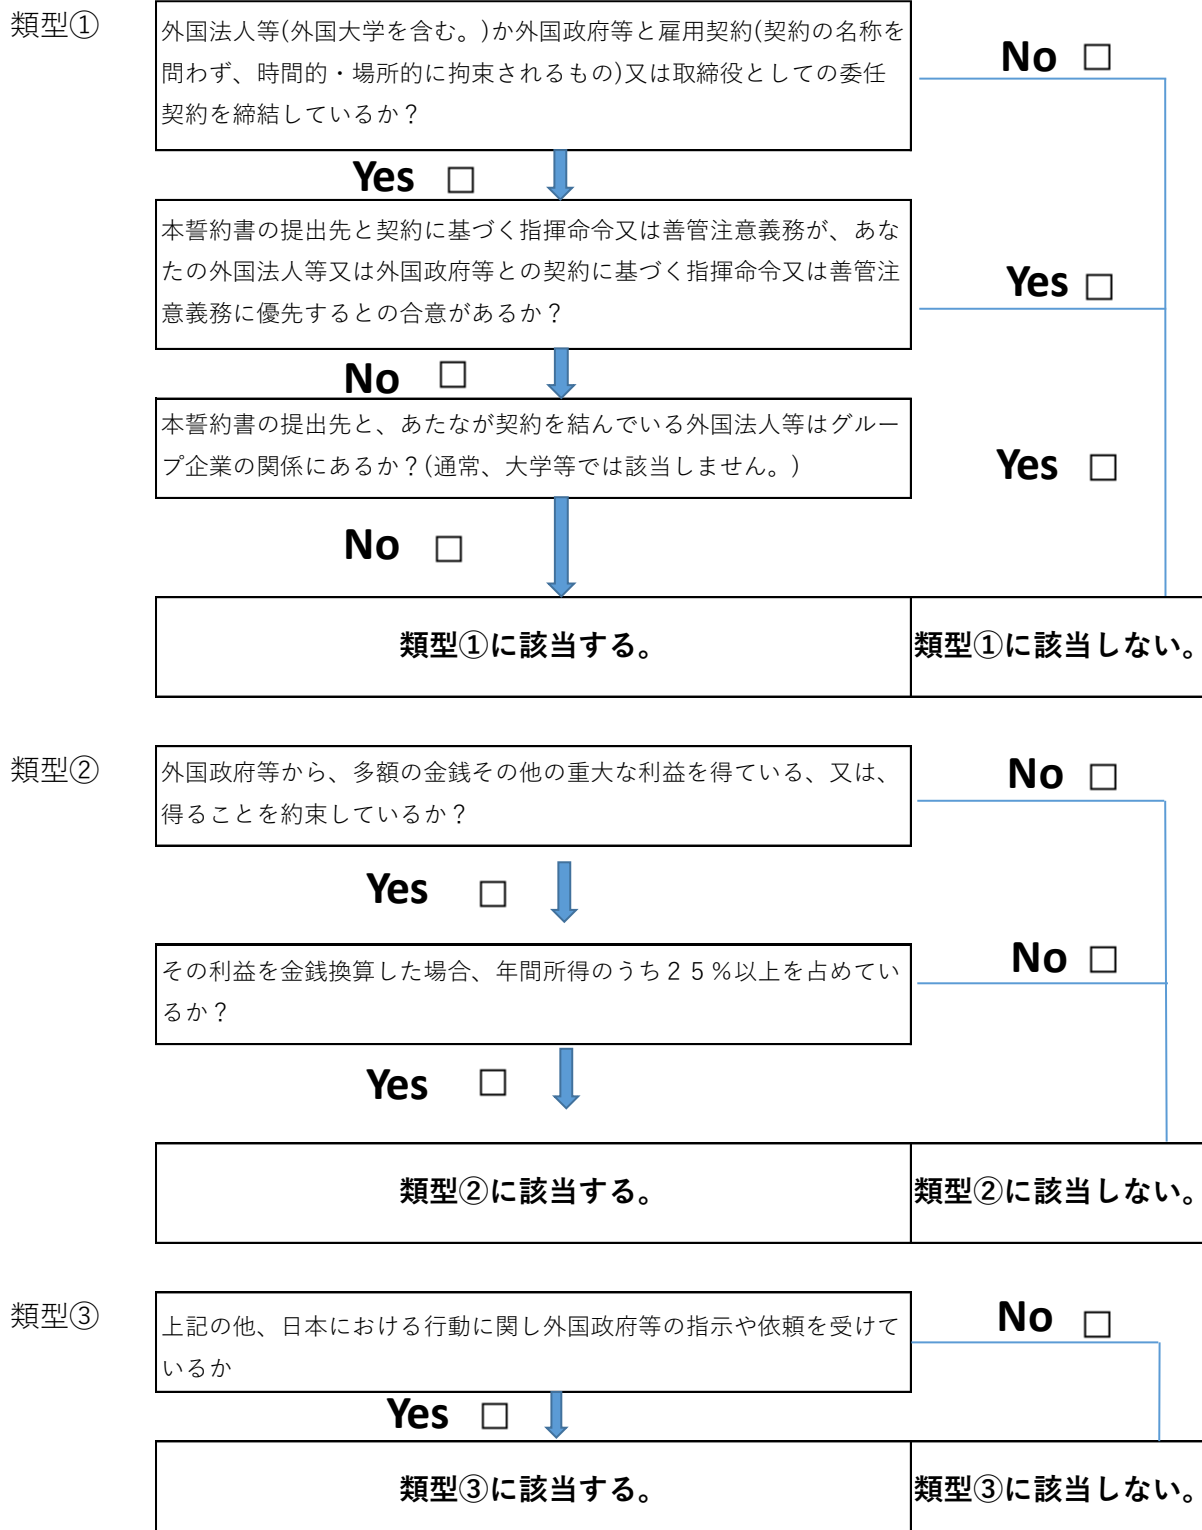 類型①
外国法人等(外国大学を含む。)か外国政府等と雇用契約(契約の名称を
問わず、時間的・場所的に拘束されるもの)又は取締役としての委任
契約を締結しているか？
No □
Yes □
本誓約書の提出先と契約に基づく指揮命令又は善管注意義務が、あな
たの外国法人等又は外国政府等との契約に基づく指揮命令又は善管注
意義務に優先するとの合意があるか？
Yes □
No □
本誓約書の提出先と、あたなが契約を結んでいる外国法人等はグルー
プ企業の関係にあるか？(通常、大学等では該当しません。)
Yes □
No □
類型①に該当する。
類型①に該当しない。
類型②
外国政府等から、多額の金銭その他の重大な利益を得ている、又は、
得ることを約束しているか？
No □
Yes □
その利益を金銭換算した場合、年間所得のうち２５％以上を占めてい
るか？
No □
Yes □
類型②に該当する。
類型②に該当しない。
類型③
上記の他、日本における行動に関し外国政府等の指示や依頼を受けて
いるか
No □
Yes □
類型③に該当する。
類型③に該当しない。